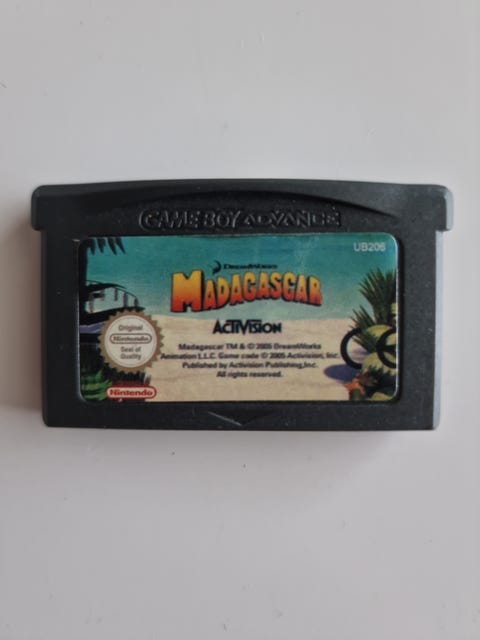 GAME BOY ADVANCE
UB206
DreamWorks
MADAGASCAR
ACTIVISION
Original
Nintendo
Seal of
Quality
Madagascar TM & © 2005 DreamWorks
Animation L.L.C. Game code © 2005 Activision, Inc.
Published by Activision Publishing,Inc.
All rights reserved.
Nintendo
CE